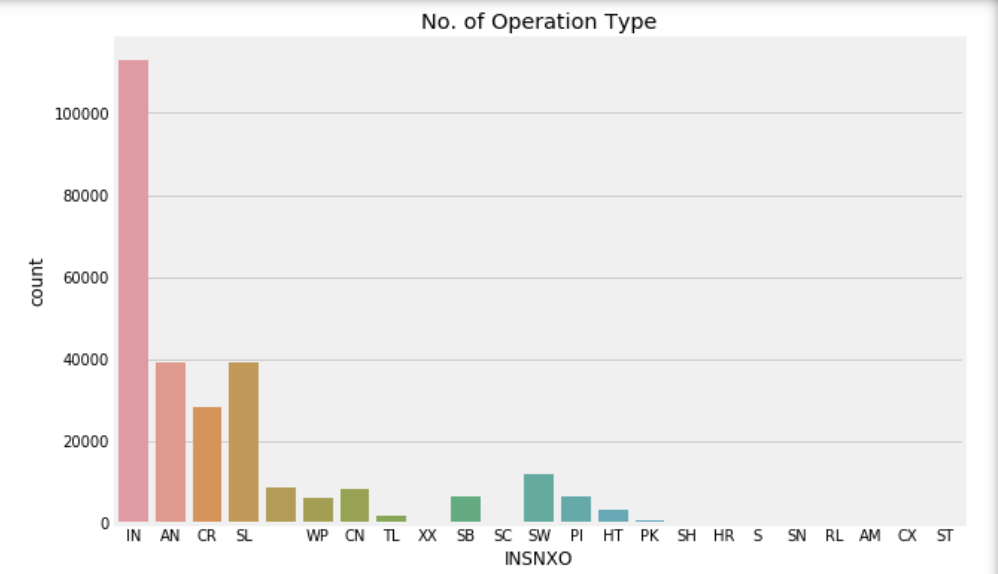 No. of Operation Type
100000
80000
60000
40000
20000
0
count
IN AN CR SL WP CN TL XX SB SC SW PI HT PK SH HR S SN RL AM CX ST
INSNXO